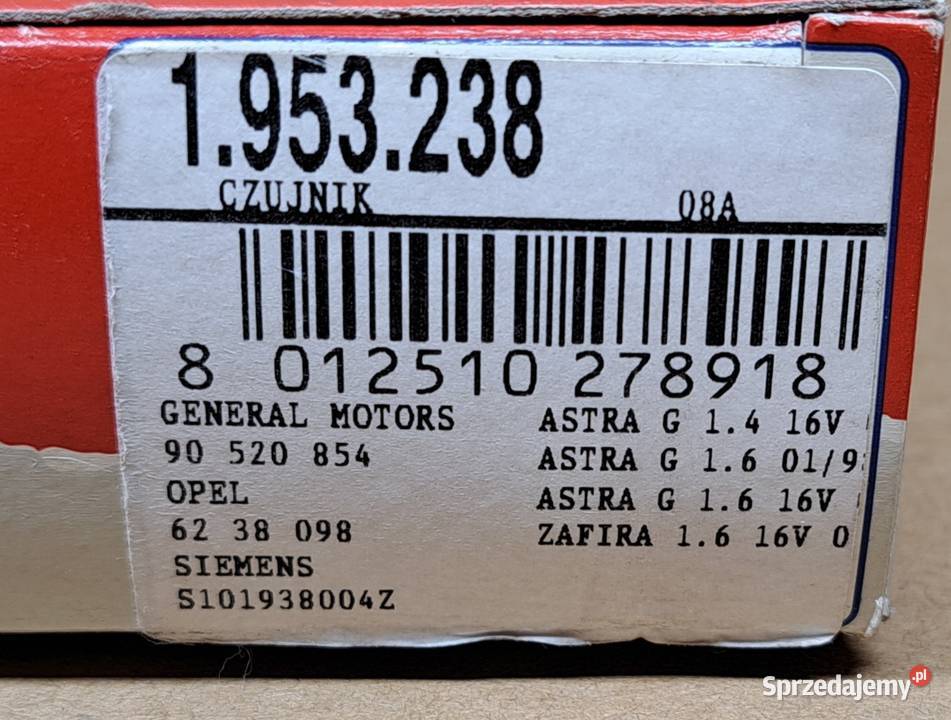 1.953.238
CZUJNIK 08A
8 012510 278918
GENERAL MOTORS
90 520 854
OPEL
62 38 098
SIEMENS
S101938004Z
ASTRA G 1.4 16V
ASTRA G 1.6 01/9
ASTRA G 1.6 16V
ZAFIRA 1.6 16V 0
Sprzedajemy.pl